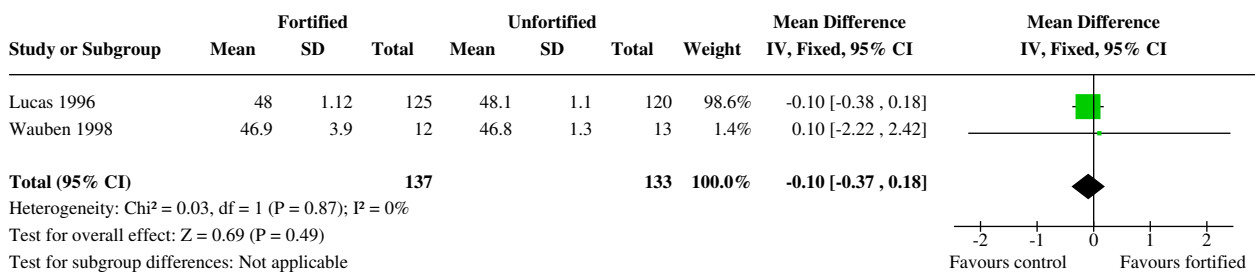 Fortified Unfortified Mean Difference Mean Difference
Study or Subgroup Mean SD Total Mean SD Total Weight IV, Fixed, 95% CI IV, Fixed, 95% CI
Lucas 1996 48 1.12 125 48.1 1.1 120 98.6% -0.10 [-0.38 , 0.18]
Wauben 1998 46.9 3.9 12 46.8 1.3 13 1.4% 0.10 [-2.22 , 2.42]
Total (95% CI) 137 133 100.0% -0.10 [-0.37 , 0.18]
Heterogeneity: Chi² = 0.03, df = 1 (P = 0.87); I² = 0%
Test for overall effect: Z = 0.69 (P = 0.49)
-2 -1 0 1 2
Test for subgroup differences: Not applicable
Favours control Favours fortified